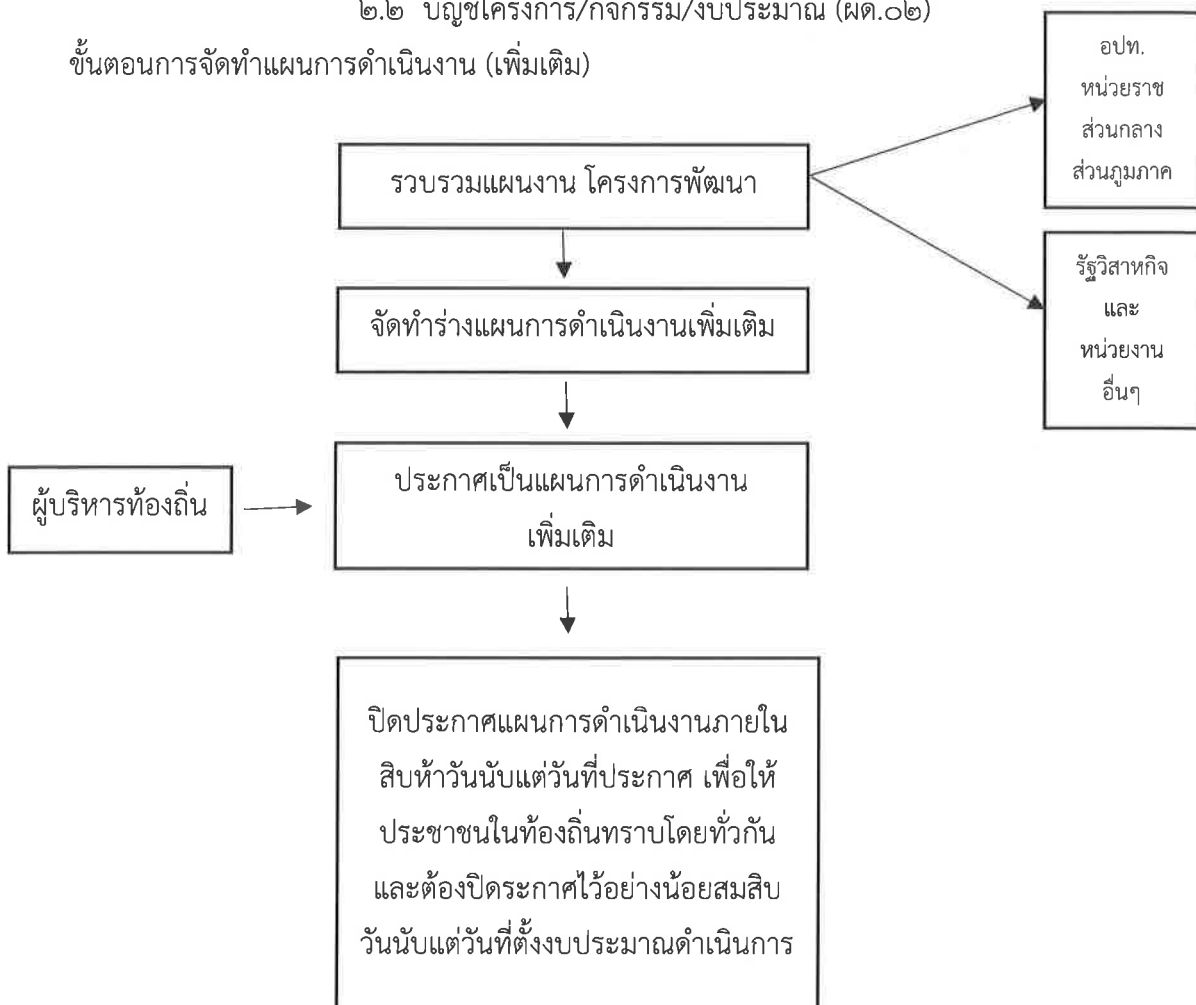 ๒.๒ บัญชีโครงการ/กิจกรรม/งบประมาณ (ผด.๐๒)
ขั้นตอนการจัดทำแผนการดำเนินงาน (เพิ่มเติม)
อปท.
หน่วยราช
ส่วนกลาง
ส่วนภูมภาค
รวบรวมแผนงาน โครงการพัฒนา
รัฐวิสาหกิจ
และ
หน่วยงาน
อื่นๆ
จัดทำร่างแผนการดำเนินงานเพิ่มเติม
ผู้บริหารท้องถิ่น
ประกาศเป็นแผนการดำเนินงาน
เพิ่มเติม
ปิดประกาศแผนการดำเนินงานภายใน
สิบห้าวันนับแต่วันที่ประกาศ เพื่อให้
ประชาชนในท้องถิ่นทราบโดยทั่วกัน
และต้องปิดระกาศไว้อย่างน้อยสมสิบ
วันนับแต่วันที่ตั้งงบประมาณดำเนินการ